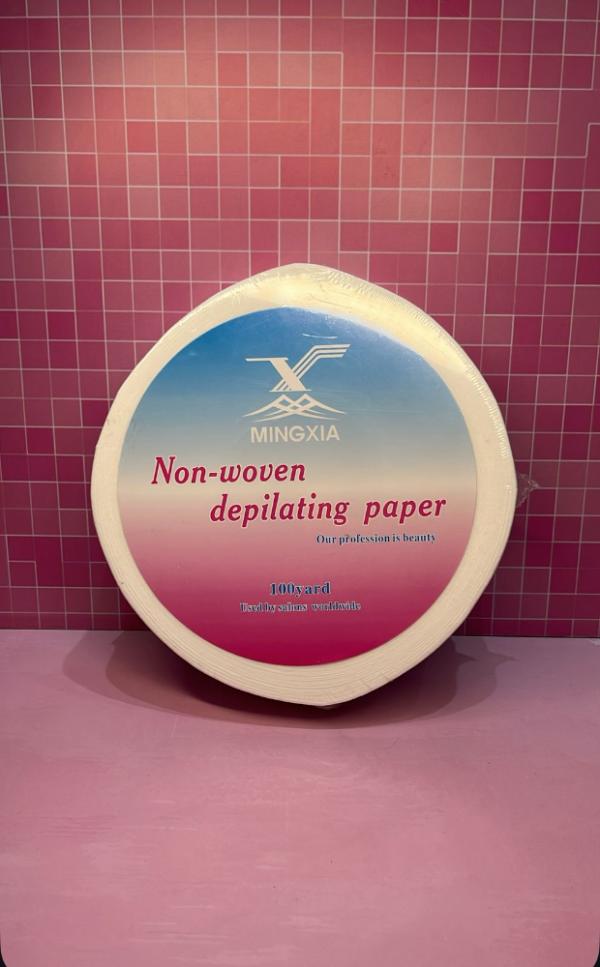 MINGXIA
Non-woven
depilating paper
Our profession is beauty
100yard
Used by salons worldwide